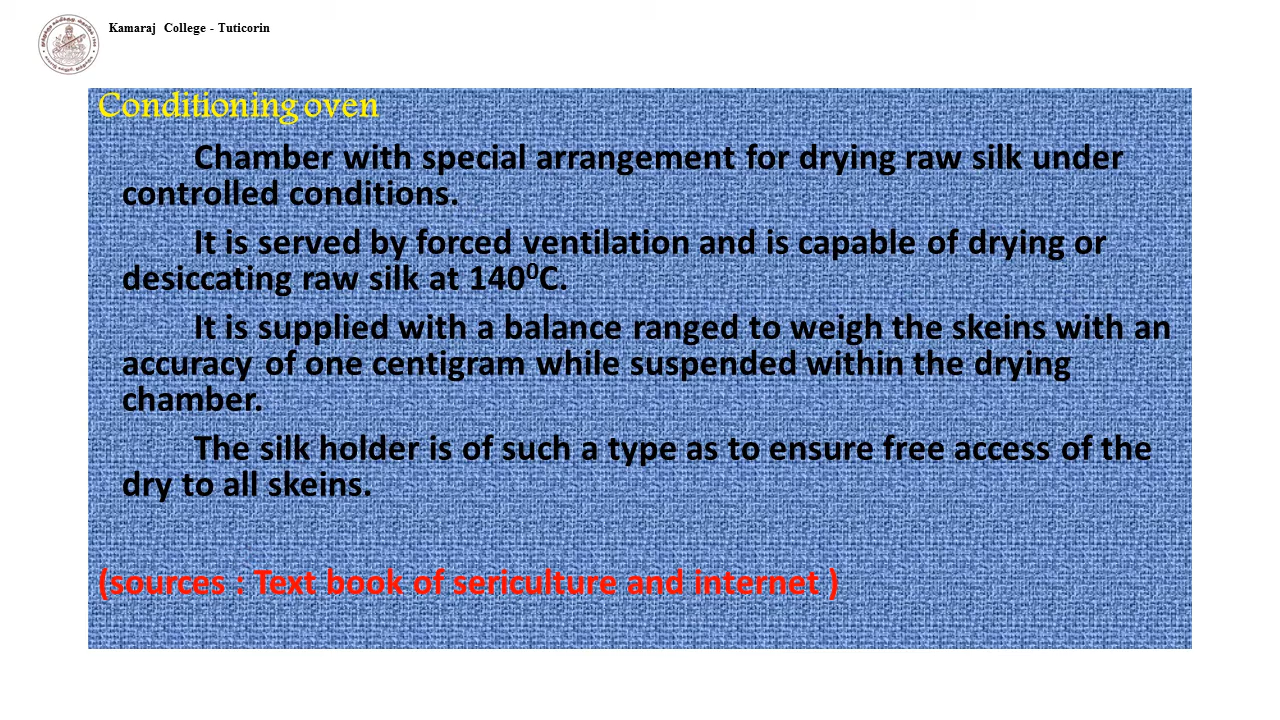 Kamaraj College - Tuticorin
Conditioning oven
Chamber with special arrangement for drying raw silk under
controlled conditions.
It is served by forced ventilation and is capable of drying or
desiccating raw silk at 140⁰C.
It is supplied with a balance ranged to weigh the skeins with an
accuracy of one centigram while suspended within the drying
chamber.
The silk holder is of such a type as to ensure free access of the
dry to all skeins.
(sources : Text book of sericulture and internet )